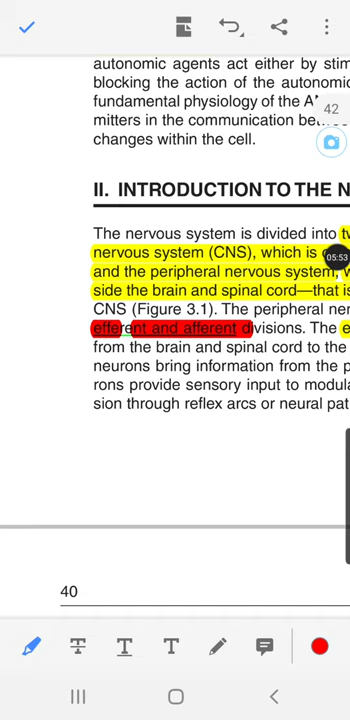 autonomic agents act either by stim
blocking the action of the autonomic
fundamental physiology of the A
42
mitters in the communication betw
changes within the cell.
II. INTRODUCTION TO THE N
The nervous system is divided into tw
nervous system (CNS), which is
05:53
and the peripheral nervous system,
side the brain and spinal cord—that is
CNS (Figure 3.1). The peripheral ner
efferent and afferent divisions. The e
from the brain and spinal cord to the
neurons bring information from the p
rons provide sensory input to modula
sion through reflex arcs or neural pat
40
T T T